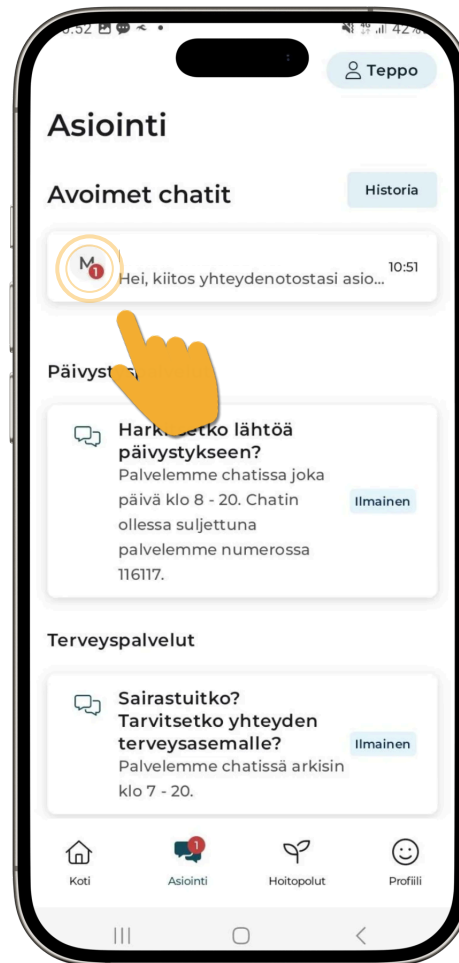 42%
Teppo
Asiointi
Avoimet chatit
Historia
M
1
10:51
Hei, kiitos yhteydenotostasi asio...
Harkitsetko lähtöä
päivystykseen?
Palvelemme chatissa joka
päivä klo 8 - 20. Chatin
ollessa suljettuna
palvelemme numerossa
116117.
Ilmainen
Terveyspalvelut
Sairastuitko?
Tarvitsetko yhteyden
terveysasemalle?
Palvelemme chatissä arkisin
klo 7 - 20.
Ilmainen
1
Koti
Asiointi
Hoitopolut
Profiili